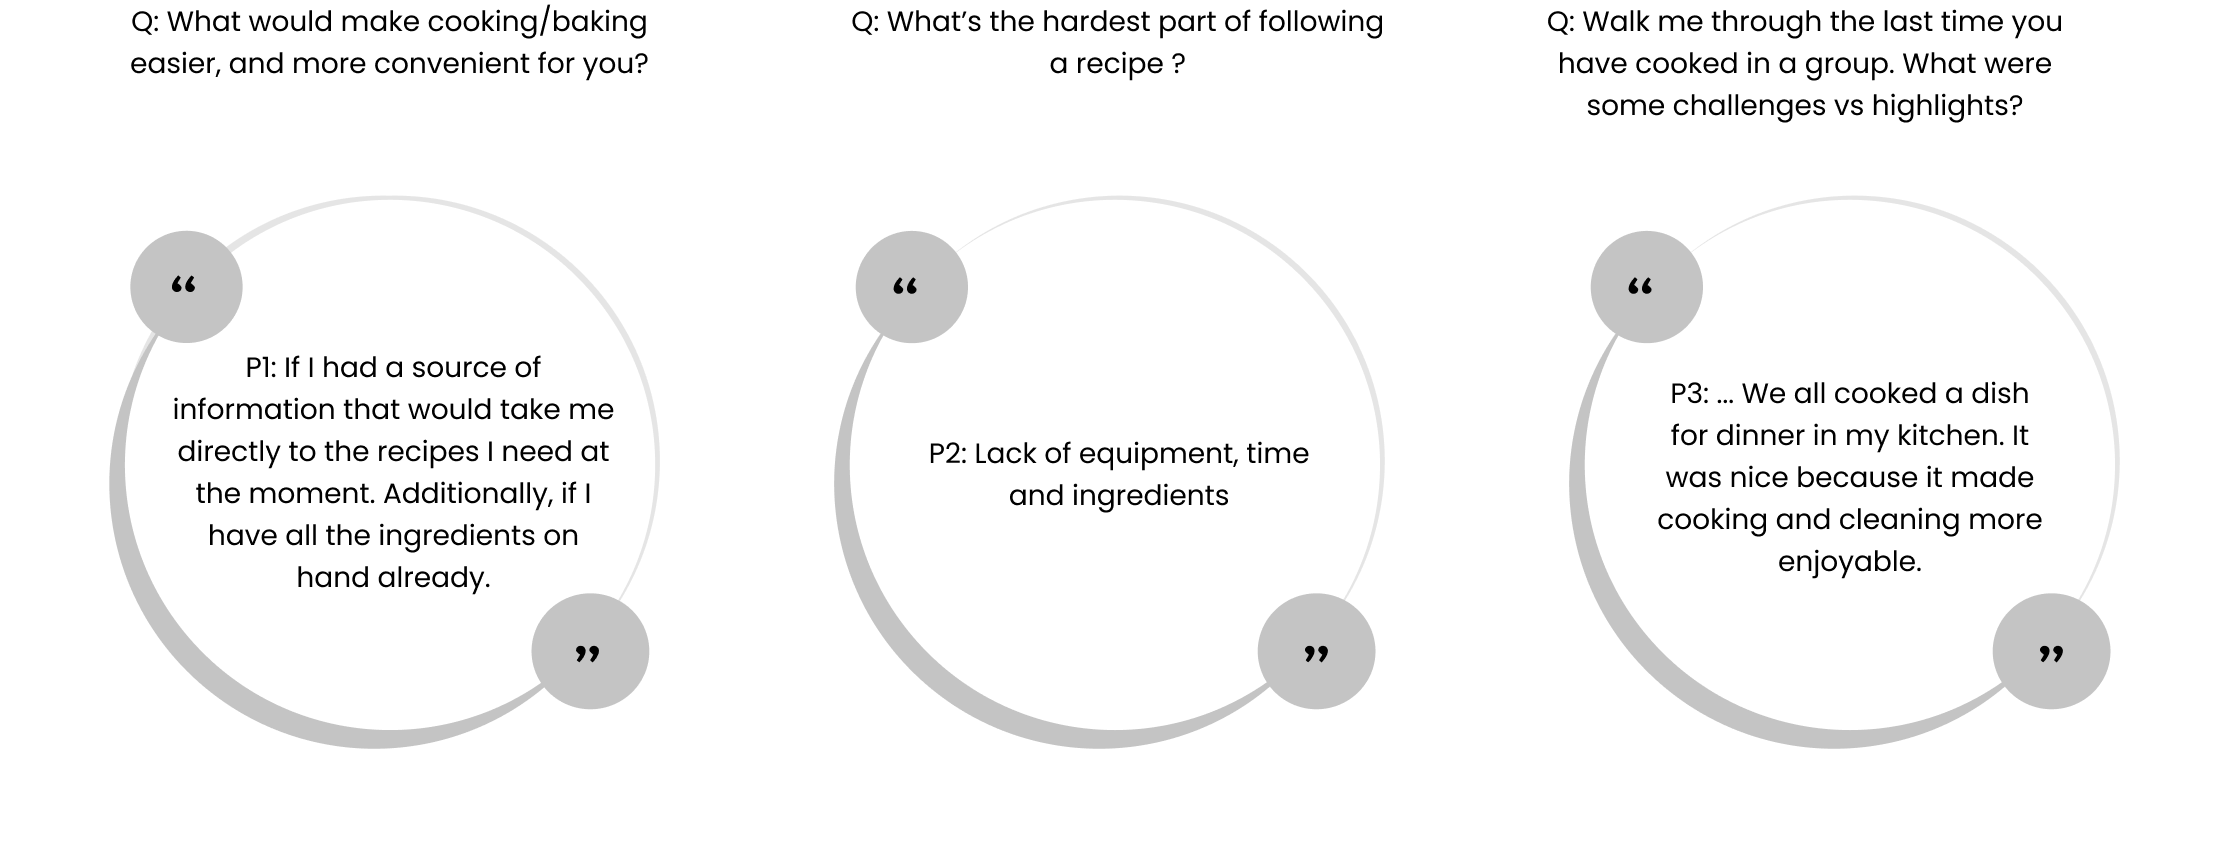 Q: What would make cooking/baking
easier, and more convenient for you?
“
P1: If I had a source of
information that would take me
directly to the recipes I need at
the moment. Additionally, if I
have all the ingredients on
hand already.
”
Q: What’s the hardest part of following
a recipe ?
“
P2: Lack of equipment, time
and ingredients
”
Q: Walk me through the last time you
have cooked in a group. What were
some challenges vs highlights?
“
P3: ... We all cooked a dish
for dinner in my kitchen. It
was nice because it made
cooking and cleaning more
enjoyable.
”